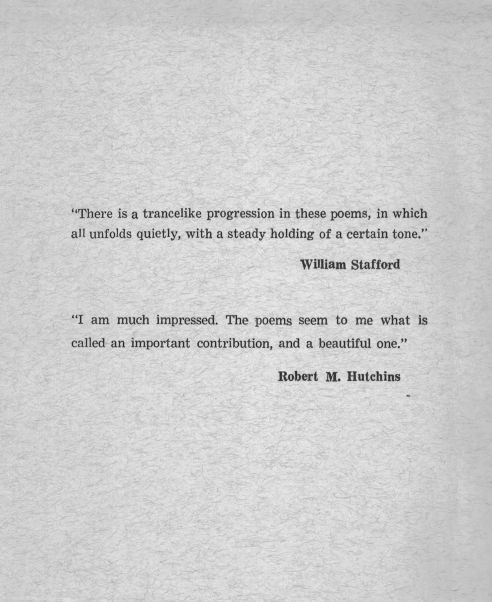 “There is a trancelike progression in these poems, in which
all unfolds quietly, with a steady holding of a certain tone.”
William Stafford
“I am much impressed. The poems seem to me what is
called an important contribution, and a beautiful one.”
Robert M. Hutchins